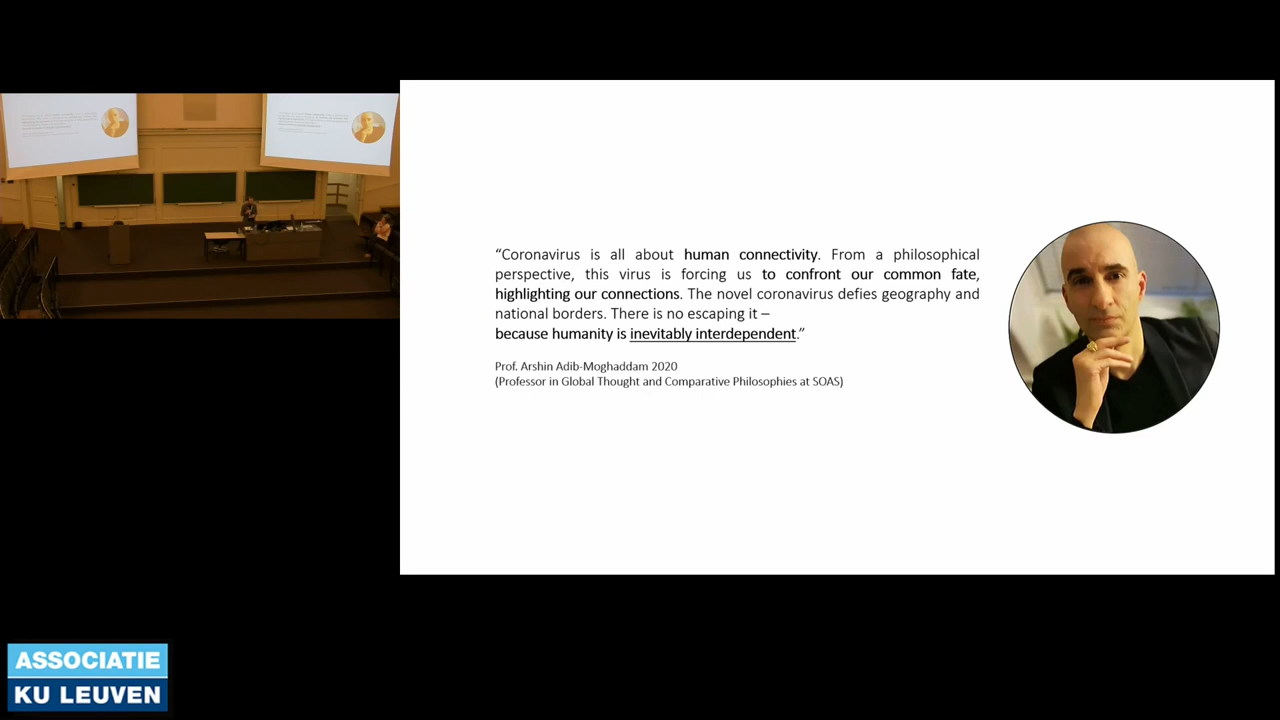 “Coronavirus is all about human connectivity. From a philosophical
perspective, this virus is forcing us to confront our common fate,
highlighting our connections. The novel coronavirus defies geography and
national borders. There is no escaping it –
because humanity is inevitably interdependent.”
Prof. Arshin Adib-Moghaddam 2020
(Professor in Global Thought and Comparative Philosophies at SOAS)
ASSOCIATIE
KU LEUVEN